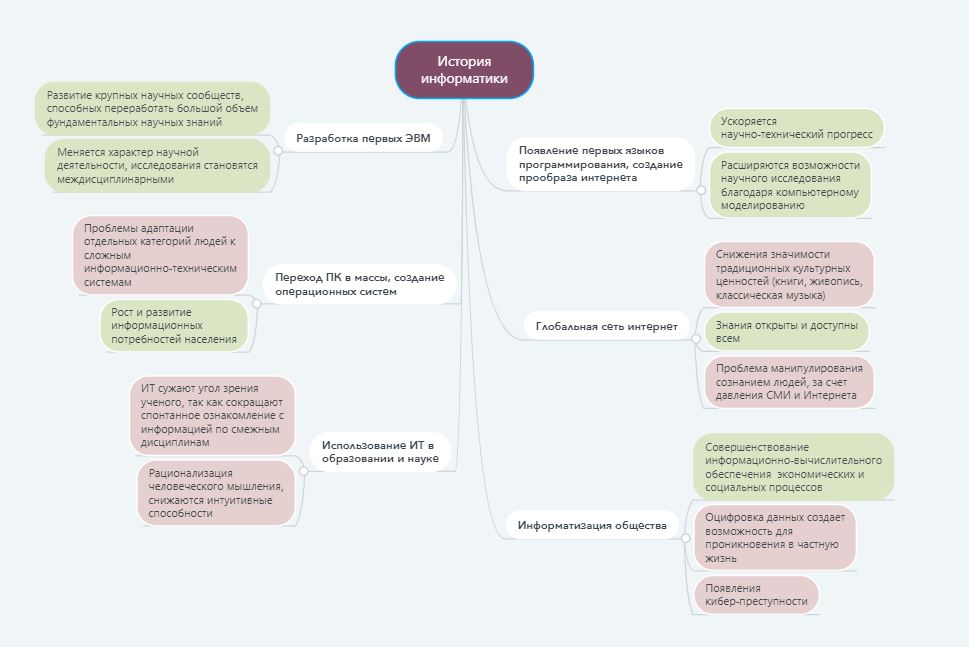 История
информатики
Развитие крупных научных сообществ,
способных переработать большой объем
фундаментальных научных знаний
Меняется характер научной
деятельности, исследования становятся
междисциплинарными
Разработка первых ЭВМ
Проблемы адаптации
отдельных категорий людей к
сложным
информационно-техническим
системам
Рост и развитие
информационных
потребностей населения
Переход ПК в массы, создание
операционных систем
ИТ сужают угол зрения
ученого, так как сокращают
спонтанное ознакомление с
информацией по смежным
дисциплинам
Рационализация
человеческого мышления,
снижаются интуитивные
способности
Использование ИТ в
образовании и науке
Появление первых языков
программирования, создание
прообраза интернета
Ускоряется
научно-технический прогресс
Расширяются возможности
научного исследования
благодаря компьютерному
моделированию
Глобальная сеть интернет
Снижения значимости
традиционных культурных
ценностей (книги, живопись,
классическая музыка)
Знания открыты и доступны
всем
Проблема манипулирования
сознанием людей, за счет
давления СМИ и Интернета
Информатизация общества
Совершенствование
информационно-вычислительного
обеспечения экономических и
социальных процессов
Оцифровка данных создает
возможность для
проникновения в частную
жизнь
Появления
кибер-преступности